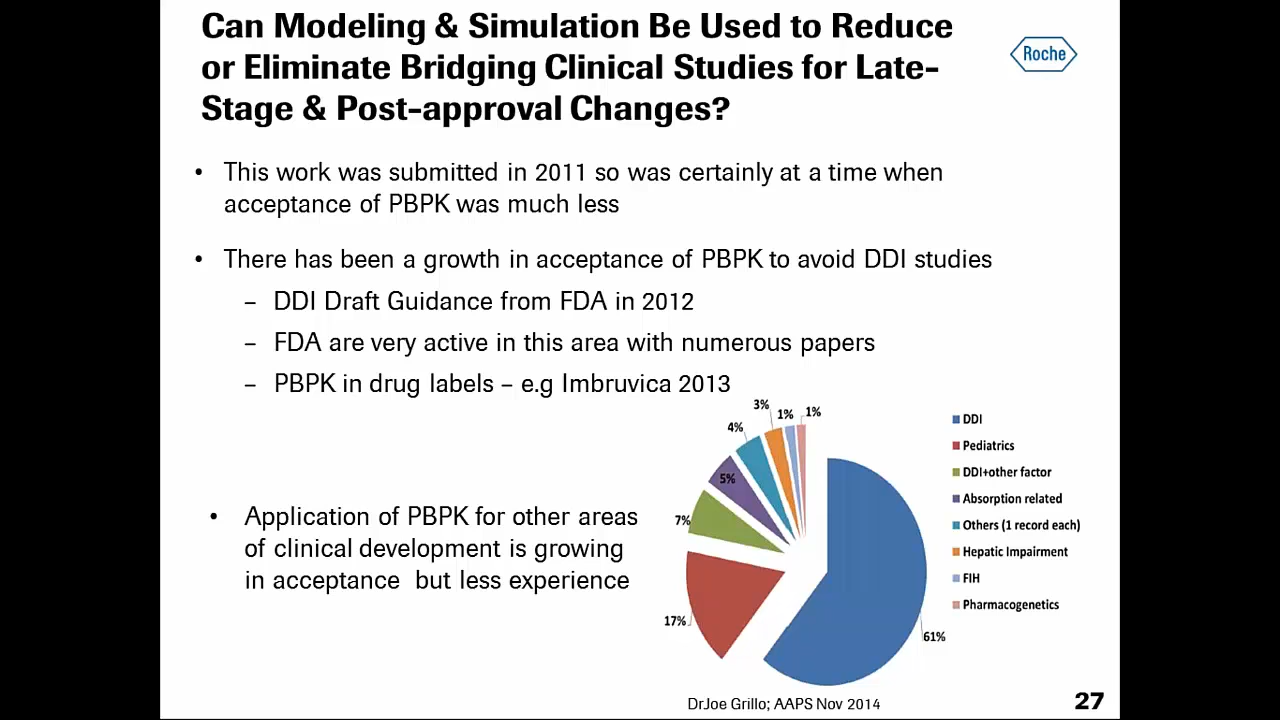 Can Modeling & Simulation Be Used to Reduce
or Eliminate Bridging Clinical Studies for Late-
Stage & Post-approval Changes?
Roche
• This work was submitted in 2011 so was certainly at a time when
acceptance of PBPK was much less
• There has been a growth in acceptance of PBPK to avoid DDI studies
– DDI Draft Guidance from FDA in 2012
– FDA are very active in this area with numerous papers
– PBPK in drug labels – e.g Imbruvica 2013
• Application of PBPK for other areas
of clinical development is growing
in acceptance but less experience
3%
1%
1%
4%
5%
7%
17%
61%
DDI
Pediatrics
DDI+other factor
Absorption related
Others (1 record each)
Hepatic Impairment
FIH
Pharmacogenetics
DrJoe Grillo; AAPS Nov 2014
27